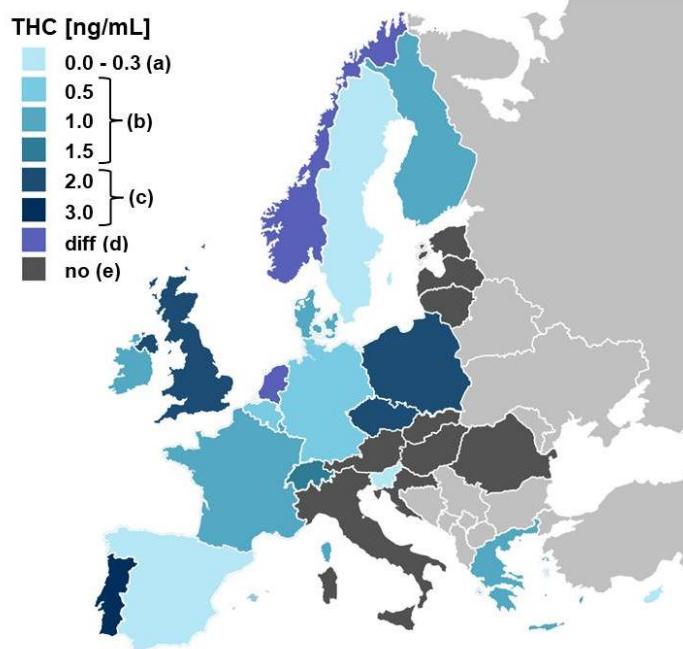 THC [ng/mL]
0.0 - 0.3 (a)
0.5
1.0 (b)
1.5
2.0
3.0 (c)
diff (d)
no (e)